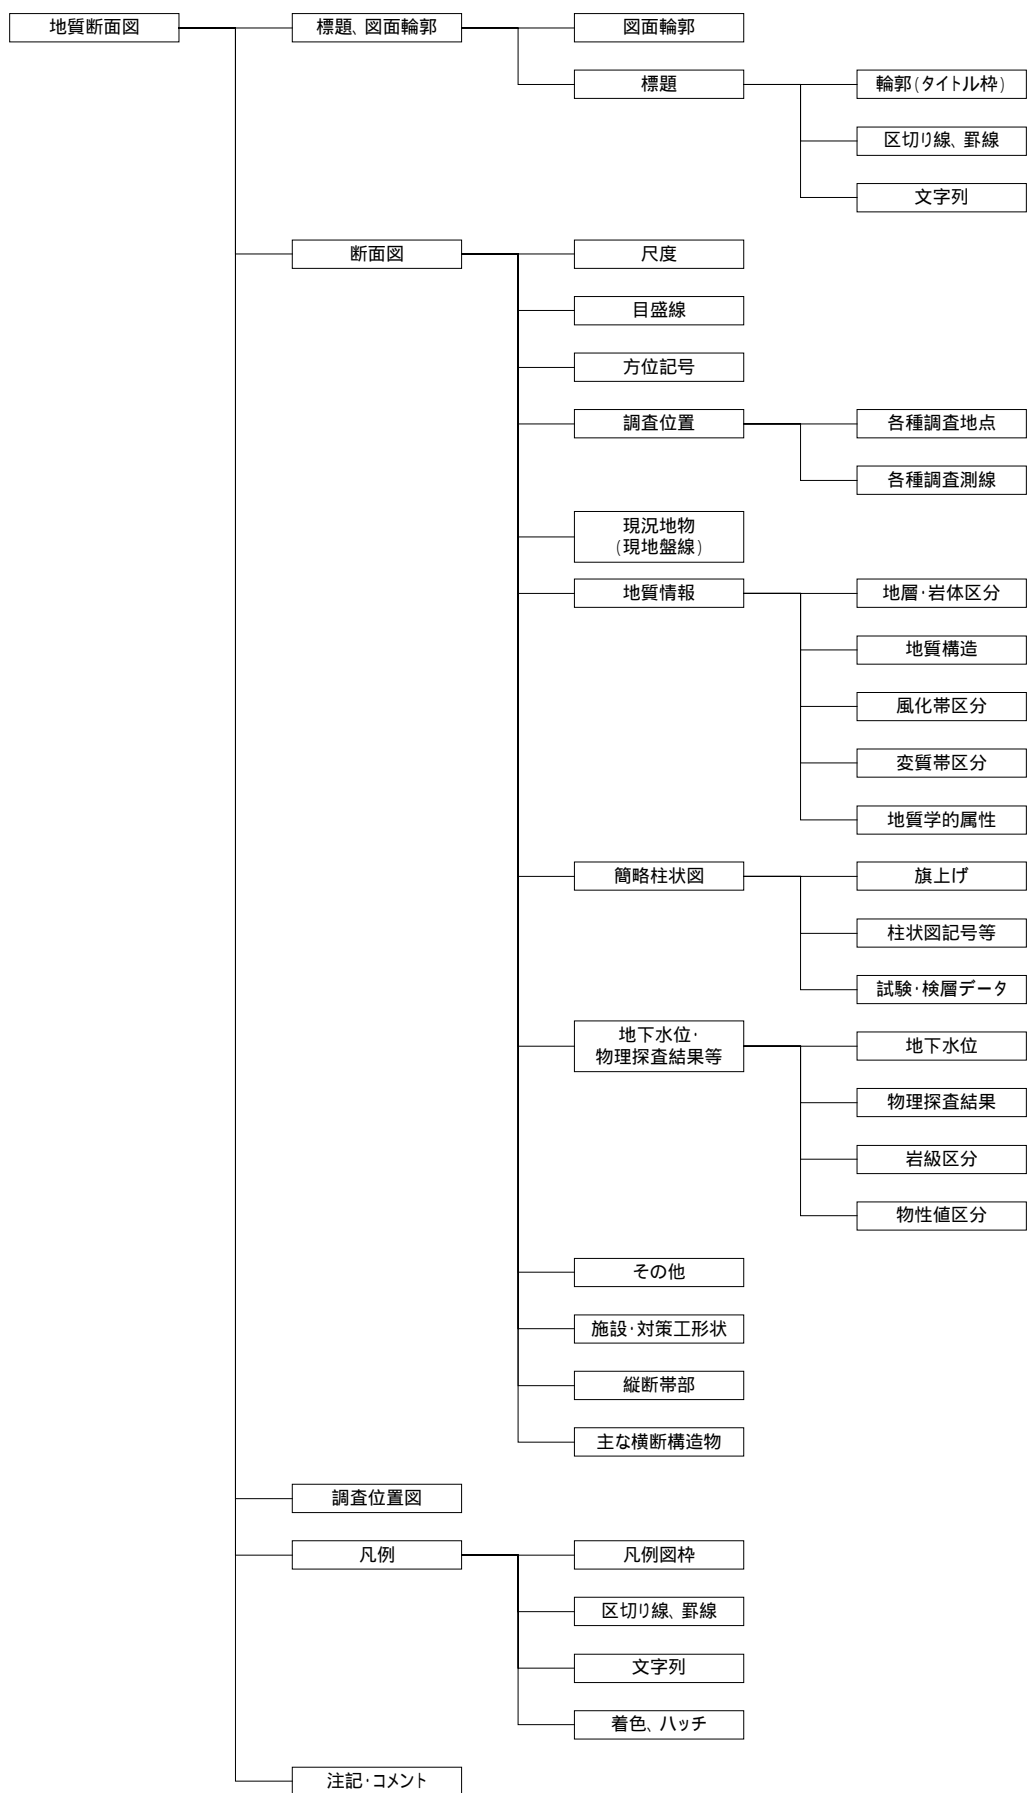 地質断面図
標題、図面輪郭
図面輪郭
標題
輪郭(タイトル枠)
区切り線、罫線
文字列
断面図
尺度
目盛線
方位記号
調査位置
各種調査地点
各種調査測線
現況地物
(現地盤線)
地質情報
地層・岩体区分
地質構造
風化帯区分
変質帯区分
地質学的属性
簡略柱状図
旗上げ
柱状図記号等
試験・検層データ
地下水位・
物理探査結果等
地下水位
物理探査結果
岩級区分
物性値区分
その他
施設・対策工形状
縦断帯部
主な横断構造物
調査位置図
凡例
凡例図枠
区切り線、罫線
文字列
着色、ハッチ
注記・コメント